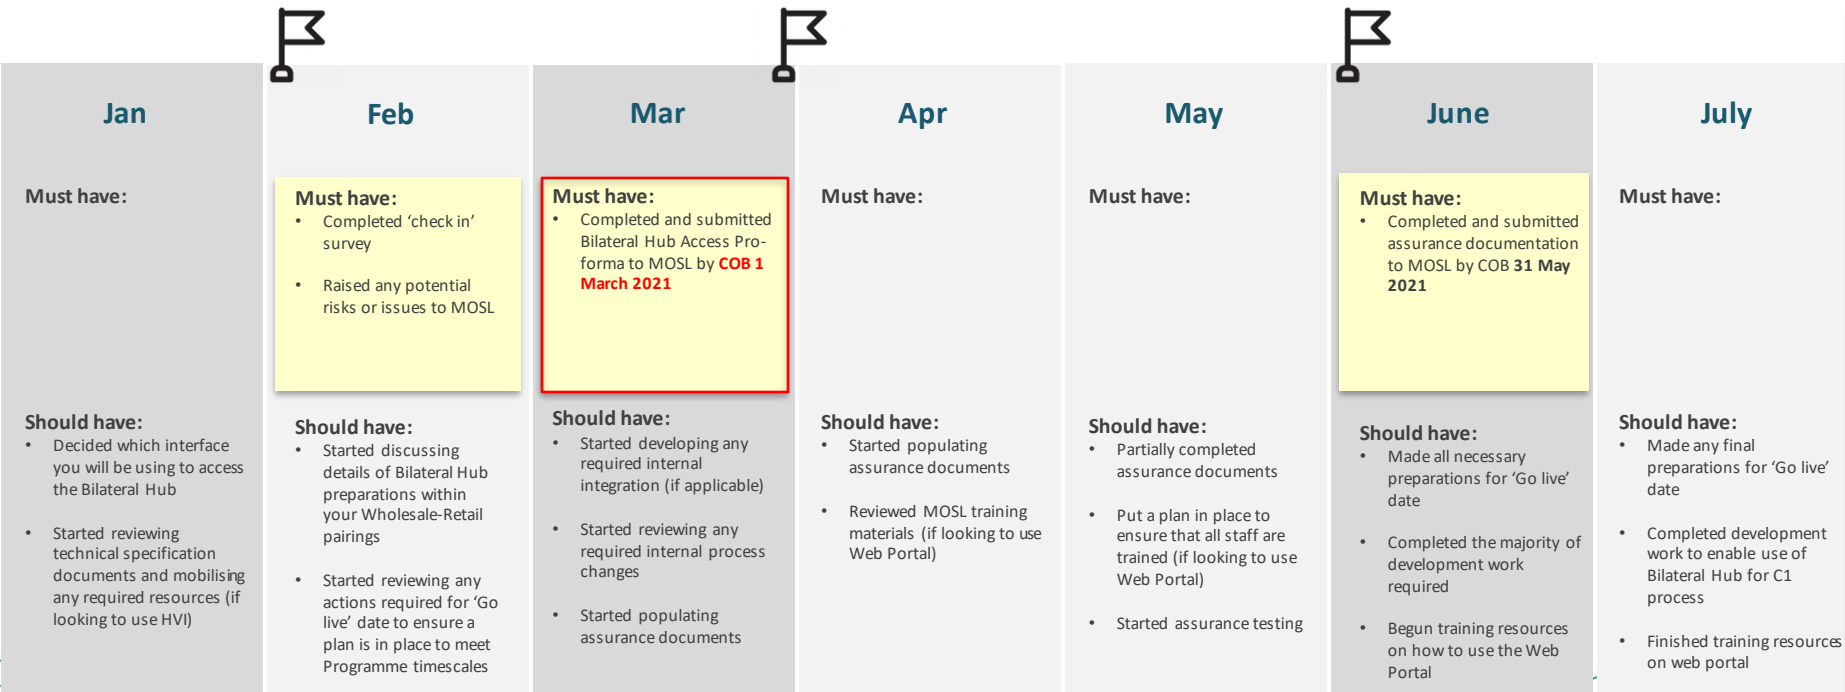 Jan
Must have:
Should have:
• Decided which interface
you will be using to access
the Bilateral Hub
• Started reviewing
technical specification
documents and mobilising
any required resources (if
looking to use HVI)
Feb
Must have:
• Completed ‘check in’
survey
• Raised any potential
risks or issues to MOSL
Should have:
• Started discussing
details of Bilateral Hub
preparations within
your Wholesale-Retail
pairings
• Started reviewing any
actions required for ‘Go
live’ date to ensure a
plan is in place to meet
Programme timescales
Mar
Must have:
• Completed and submitted
Bilateral Hub Access Pro-
forma to MOSL by COB 1
March 2021
Should have:
• Started developing any
required internal
integration (if applicable)
• Started reviewing any
required internal process
changes
• Started populating
assurance documents
Apr
Must have:
Should have:
• Started populating
assurance documents
• Reviewed MOSL training
materials (if looking to use
Web Portal)
May
Must have:
Should have:
• Partially completed
assurance documents
• Put a plan in place to
ensure that all staff are
trained (if looking to use
Web Portal)
• Started assurance testing
June
Must have:
• Completed and submitted
assurance documentation
to MOSL by COB 31 May
2021
Should have:
• Made all necessary
preparations for ‘Go live’
date
• Completed the majority of
development work
required
• Begun training resources
on how to use the Web
Portal
July
Must have:
Should have:
• Made any final
preparations for ‘Go live’
date
• Completed development
work to enable use of
Bilateral Hub for C1
process
• Finished training resources
on web portal